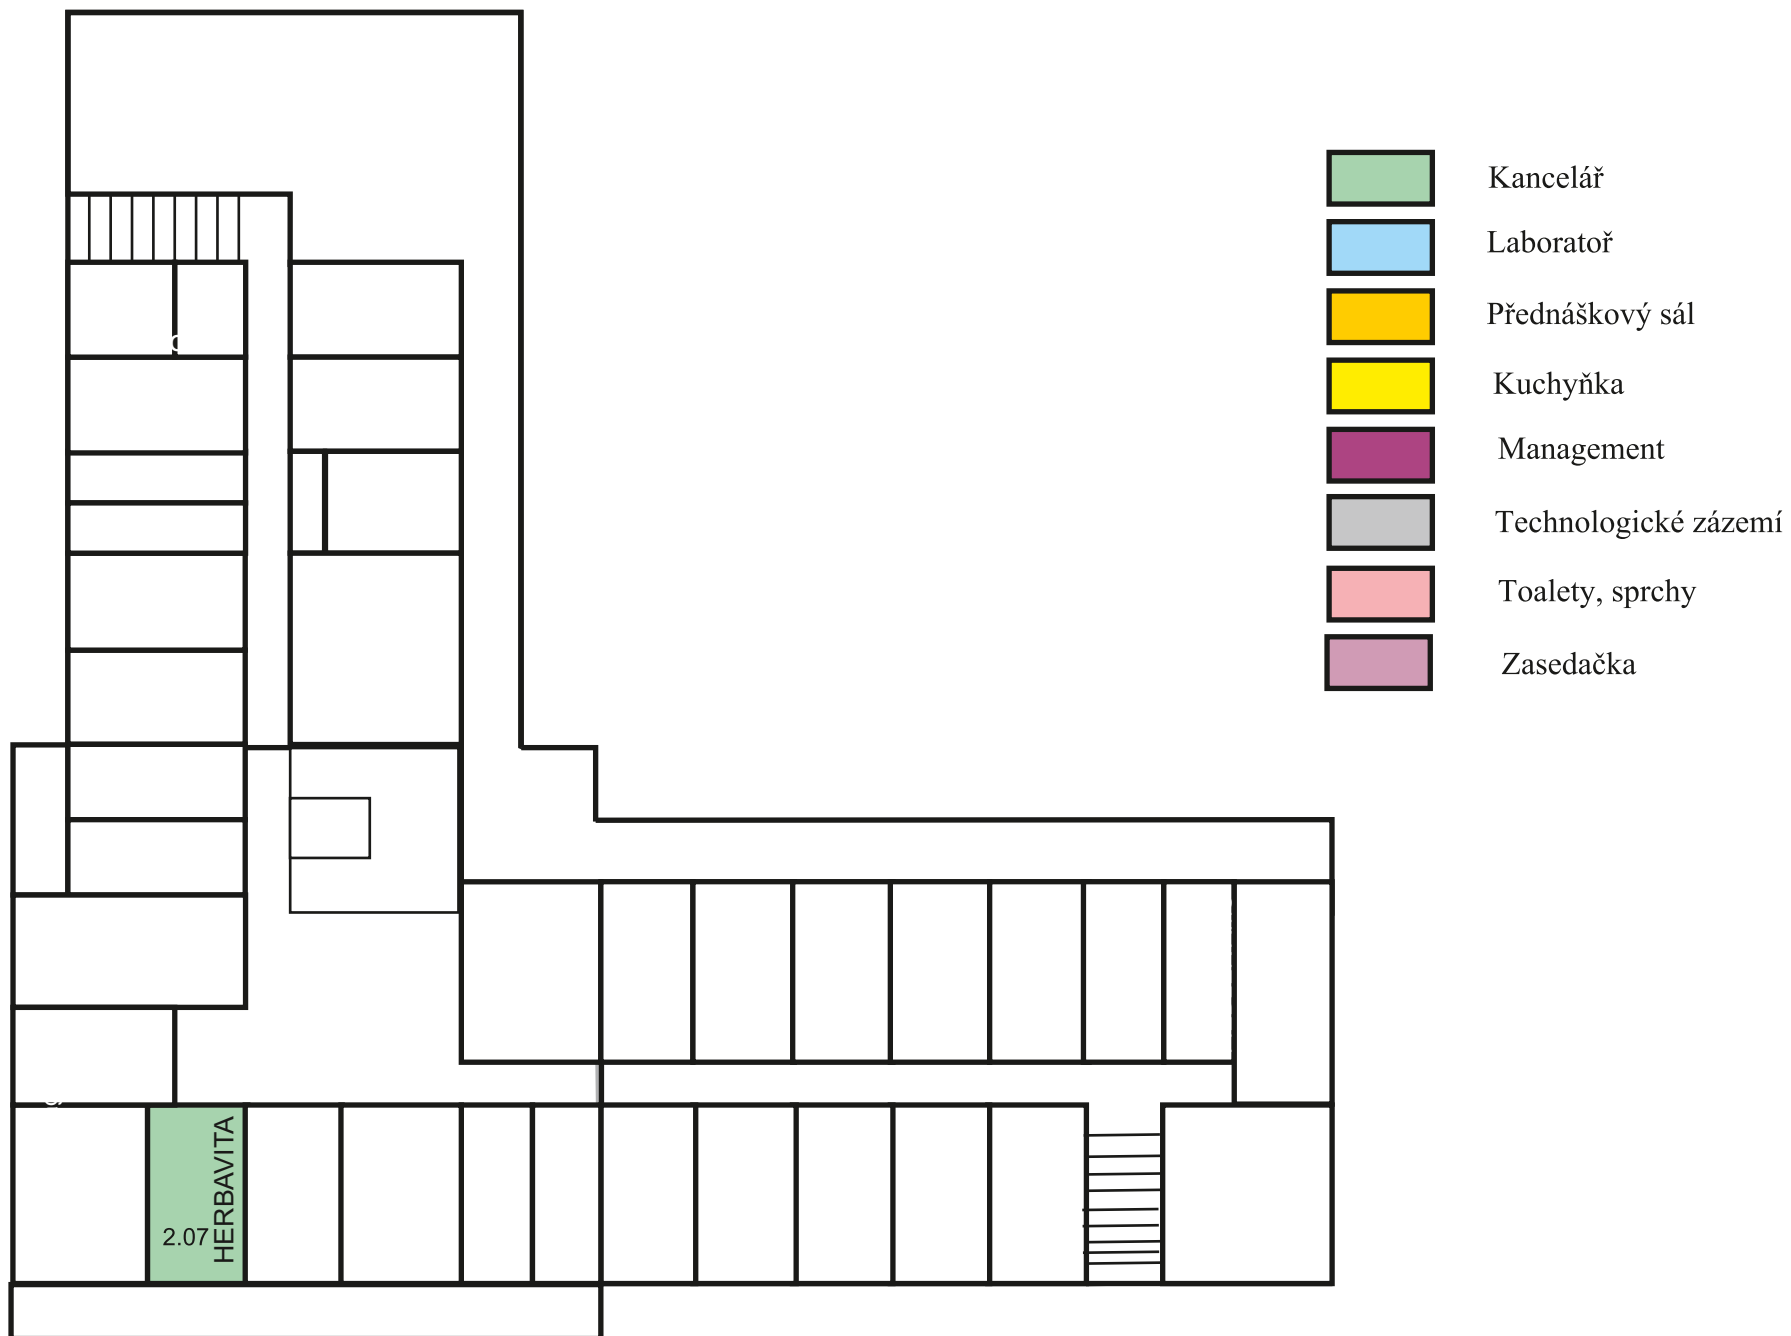 Kancelář
Laboratoř
Přednáškový sál
Kuchyňka
Management
Technologické zázemí
Toalety, sprchy
Zasedačka
2.07
HERBAVITA